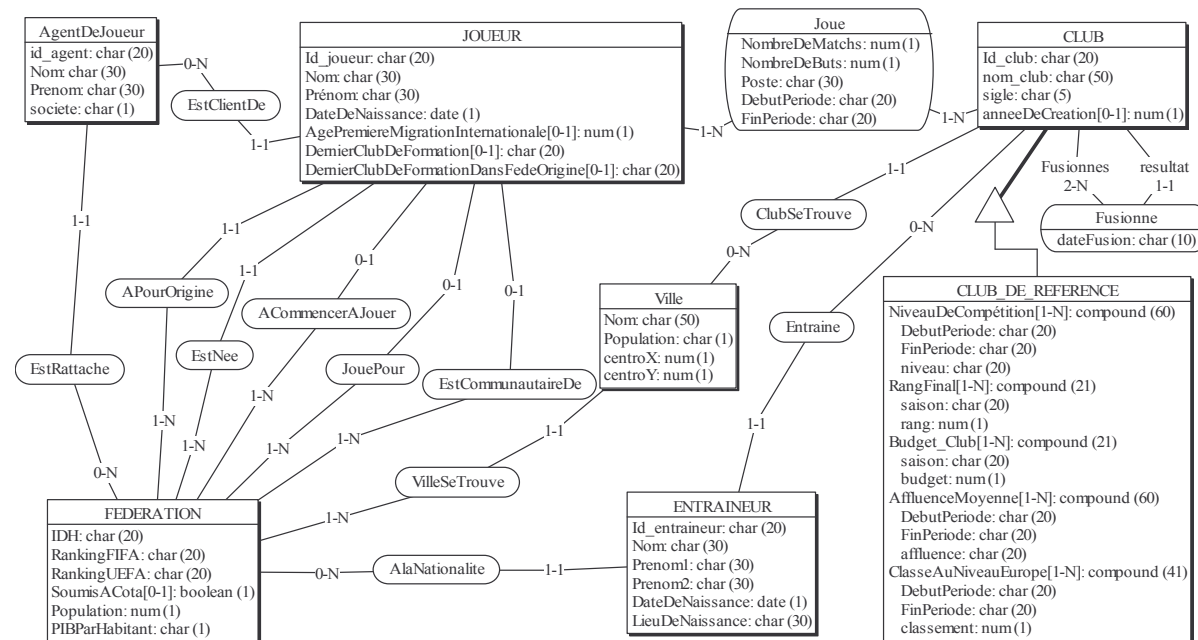 AgentDeJoueur
id_agent: char (20)
Nom: char (30)
Prenom: char (30)
societe: char (1)
0-N
EstClientDe
1-1
JOUEUR
Id_joueur: char (20)
Nom: char (30)
Prénom: char (30)
DateDeNaissance: date (1)
AgePremiereMigrationInternationale[0-1]: num (1)
DernierClubDeFormation[0-1]: char (20)
DernierClubDeFormationDansFedeOrigine[0-1]: char (20)
Joue
NombreDeMatchs: num (1)
NombreDeButs: num (1)
Poste: char (30)
DebutPeriode: char (20)
FinPeriode: char (20)
1-N
1-N
CLUB
Id_club: char (20)
nom_club: char (50)
sigle: char (5)
anneeDeCreation[0-1]: num (1)
Fusionnes
2-N
resultat
1-1
Fusionne
dateFusion: char (10)
1-1
ClubSeTrouve
0-N
0-N
Entraine
1-1
1-1
EstRattache
0-N
1-1
APourOrigine
1-N
1-1
EstNee
1-N
0-1
ACommencerAJouer
1-N
0-1
JouePour
1-N
0-1
EstCommunautaireDe
1-N
Ville
Nom: char (50)
Population: char (1)
centroX: num (1)
centroY: num (1)
1-1
VilleSeTrouve
1-N
CLUB_DE_REFERENCE
NiveauDeCompétition[1-N]: compound (60)
DebutPeriode: char (20)
FinPeriode: char (20)
niveau: char (20)
RangFinal[1-N]: compound (21)
saison: char (20)
rang: num (1)
Budget_Club[1-N]: compound (21)
saison: char (20)
budget: num (1)
AffluenceMoyenne[1-N]: compound (60)
DebutPeriode: char (20)
FinPeriode: char (20)
affluence: char (20)
ClasseAuNiveauEurope[1-N]: compound (41)
DebutPeriode: char (20)
FinPeriode: char (20)
classement: num (1)
FEDERATION
IDH: char (20)
RankingFIFA: char (20)
RankingUEFA: char (20)
SoumisACota[0-1]: boolean (1)
Population: num (1)
PIBParHabitant: char (1)
0-N
AlaNationalite
1-1
ENTRAINEUR
Id_entraineur: char (20)
Nom: char (30)
Prenom1: char (30)
Prenom2: char (30)
DateDeNaissance: date (1)
LieuDeNaissance: char (30)